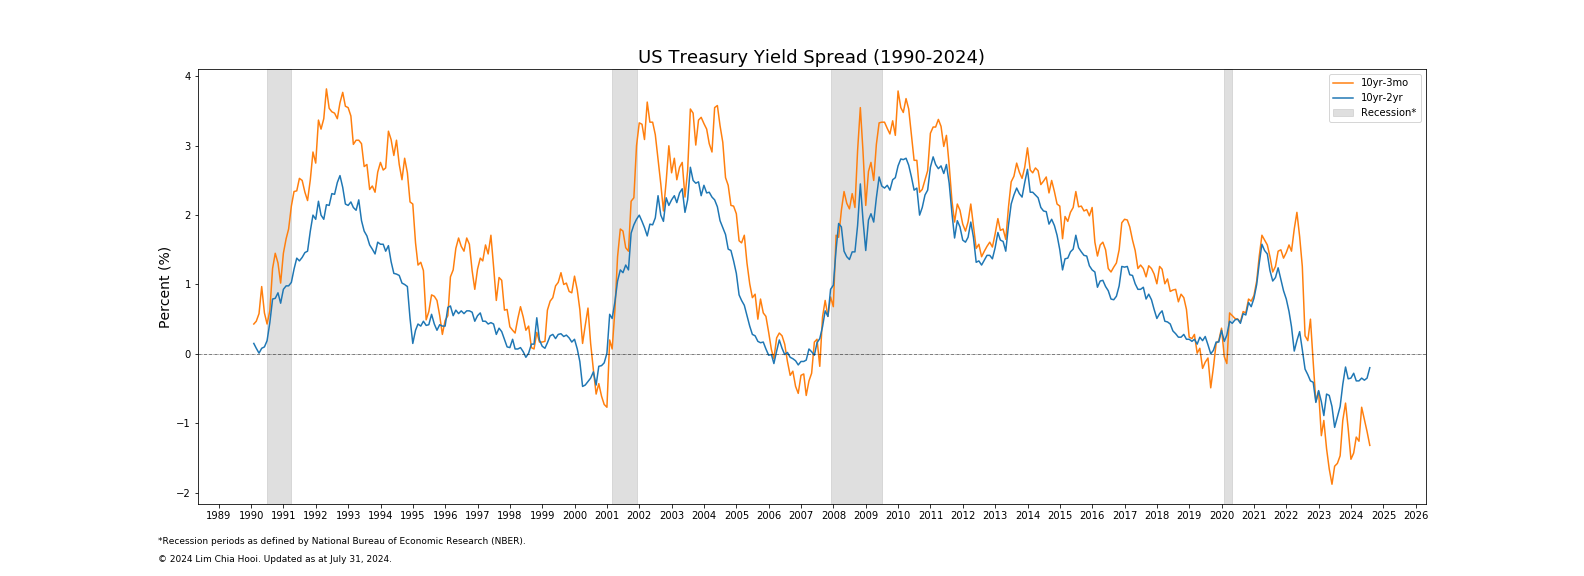 US Treasury Yield Spread (1990-2024)
10yr-3mo
10yr-2yr
Recession*
Percent (%)
4
3
2
1
0
−1
−2
1989 1990 1991 1992 1993 1994 1995 1996 1997 1998 1999 2000 2001 2002 2003 2004 2005 2006 2007 2008 2009 2010 2011 2012 2013 2014 2015 2016 2017 2018 2019 2020 2021 2022 2023 2024 2025 2026
*Recession periods as defined by National Bureau of Economic Research (NBER).
© 2024 Lim Chia Hooi. Updated as at July 31, 2024.